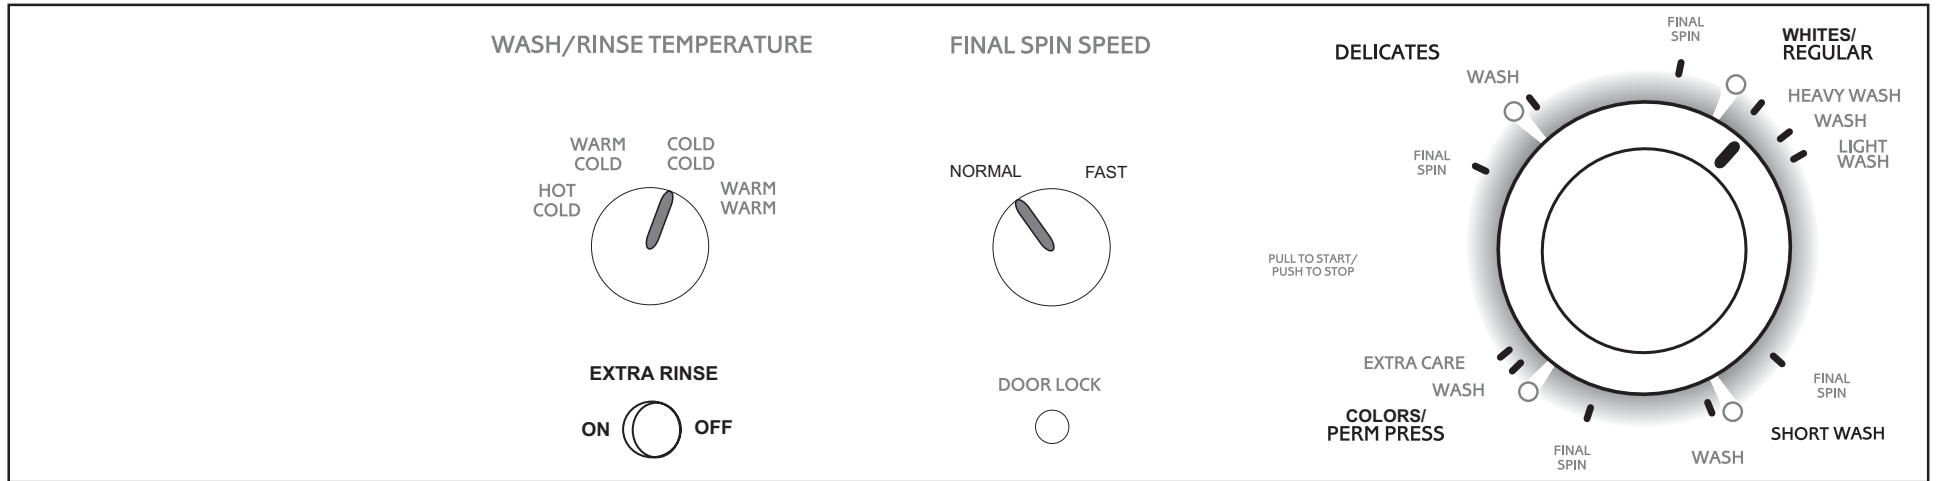 WASH/RINSE TEMPERATURE
WARM
COLD
COLD
COLD
HOT
COLD
WARM
WARM
EXTRA RINSE
ON
OFF
FINAL SPIN SPEED
NORMAL
FAST
DOOR LOCK
DELICATES
WASH
FINAL
SPIN
PULL TO START/
PUSH TO STOP
EXTRA CARE
WASH
COLORS/
PERM PRESS
FINAL
SPIN
FINAL
SPIN
WHITES/
REGULAR
HEAVY WASH
WASH
LIGHT
WASH
FINAL
SPIN
SHORT WASH
WASH